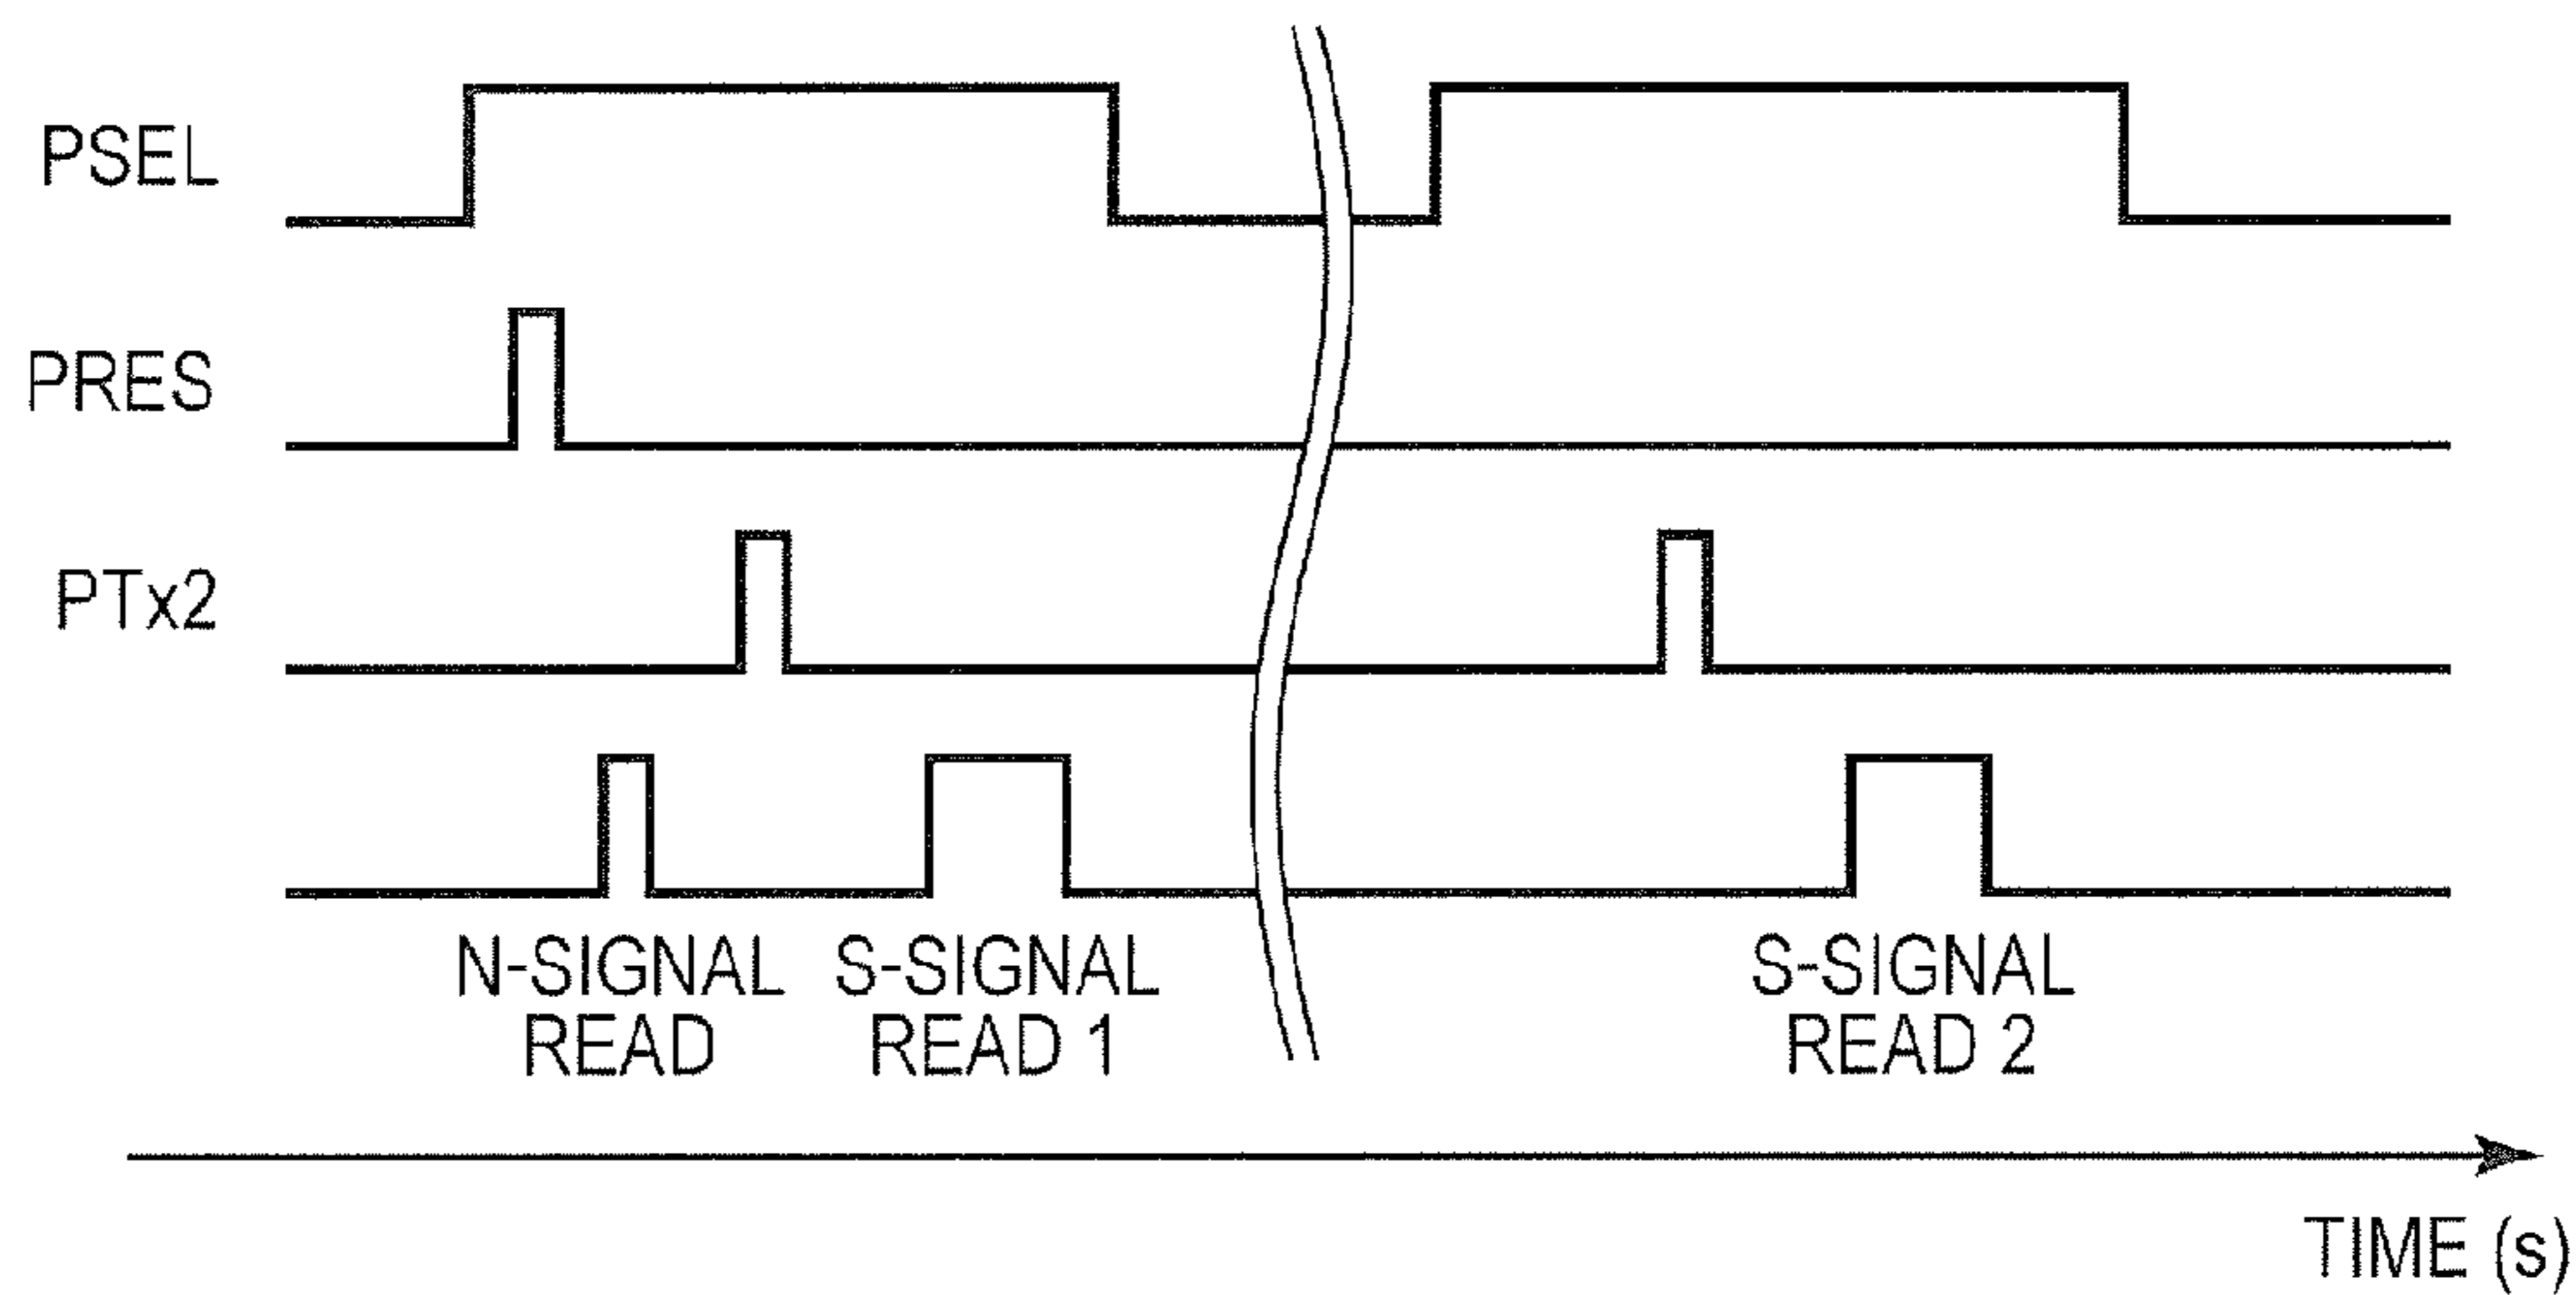 PSEL
PRES
PTx2
N-SIGNAL
READ
S-SIGNAL
READ 1
S-SIGNAL
READ 2
TIME (s)